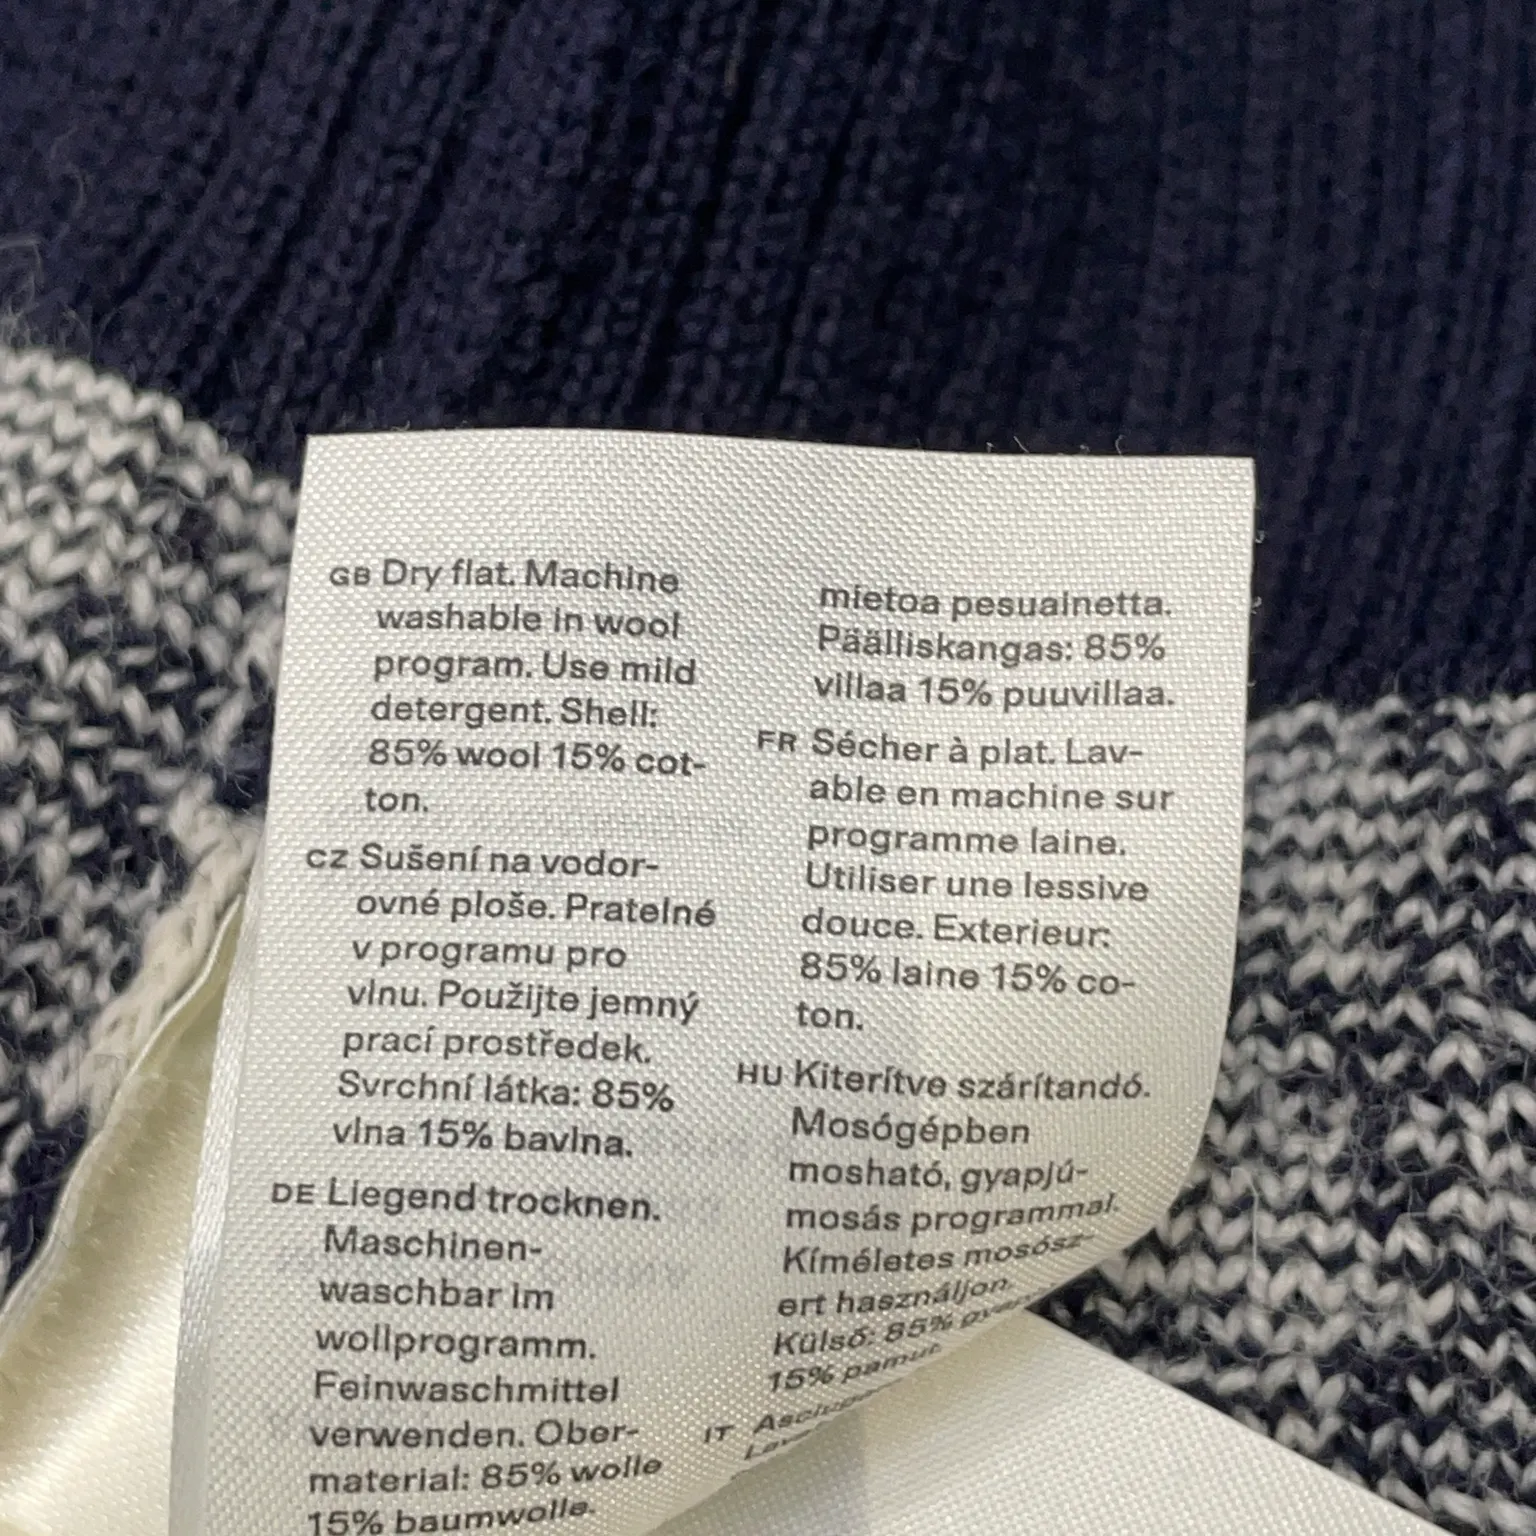 GB Dry flat. Machine
washable in wool
program. Use mild
detergent. Shell:
85% wool 15% cot-
ton.
CZ Sušení na vodor-
ovné ploše. Pratelné
v programu pro
vlnu. Použijte jemný
prací prostředek.
Svrchní látka: 85%
vlna 15% bavlna.
DE Liegend trocknen.
Maschinen-
waschbar im
wollprogramm.
Feinwaschmittel
verwenden. Ober-
material: 85% wolle
15% baumwolle.
mietoa pesuainetta.
Päälliskangas: 85%
villaa 15% puuvillaa.
FR Sécher à plat. Lav-
able en machine sur
programme laine.
Utiliser une lessive
douce. Exterieur:
85% laine 15% co-
ton.
HU Kiterítve szárítandó.
Mosógépben
mosható, gyapjú-
mosás programmal.
Kíméletes mosósz-
ert használjon.
Külső: 85%
15% pamut.
IT